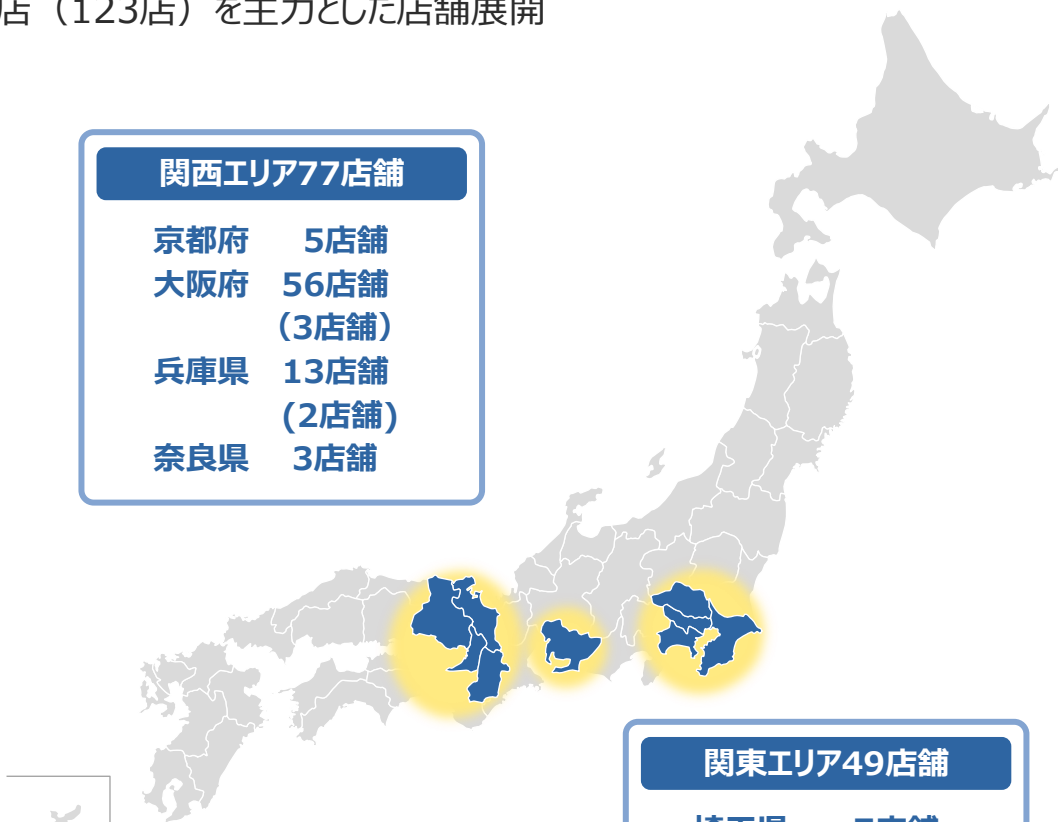 店（123店）を主力とした店舗展開
関西エリア77店舗
京都府 5店舗
大阪府 56店舗
（3店舗）
兵庫県 13店舗
(2店舗)
奈良県 3店舗
関東エリア49店舗
埼玉県